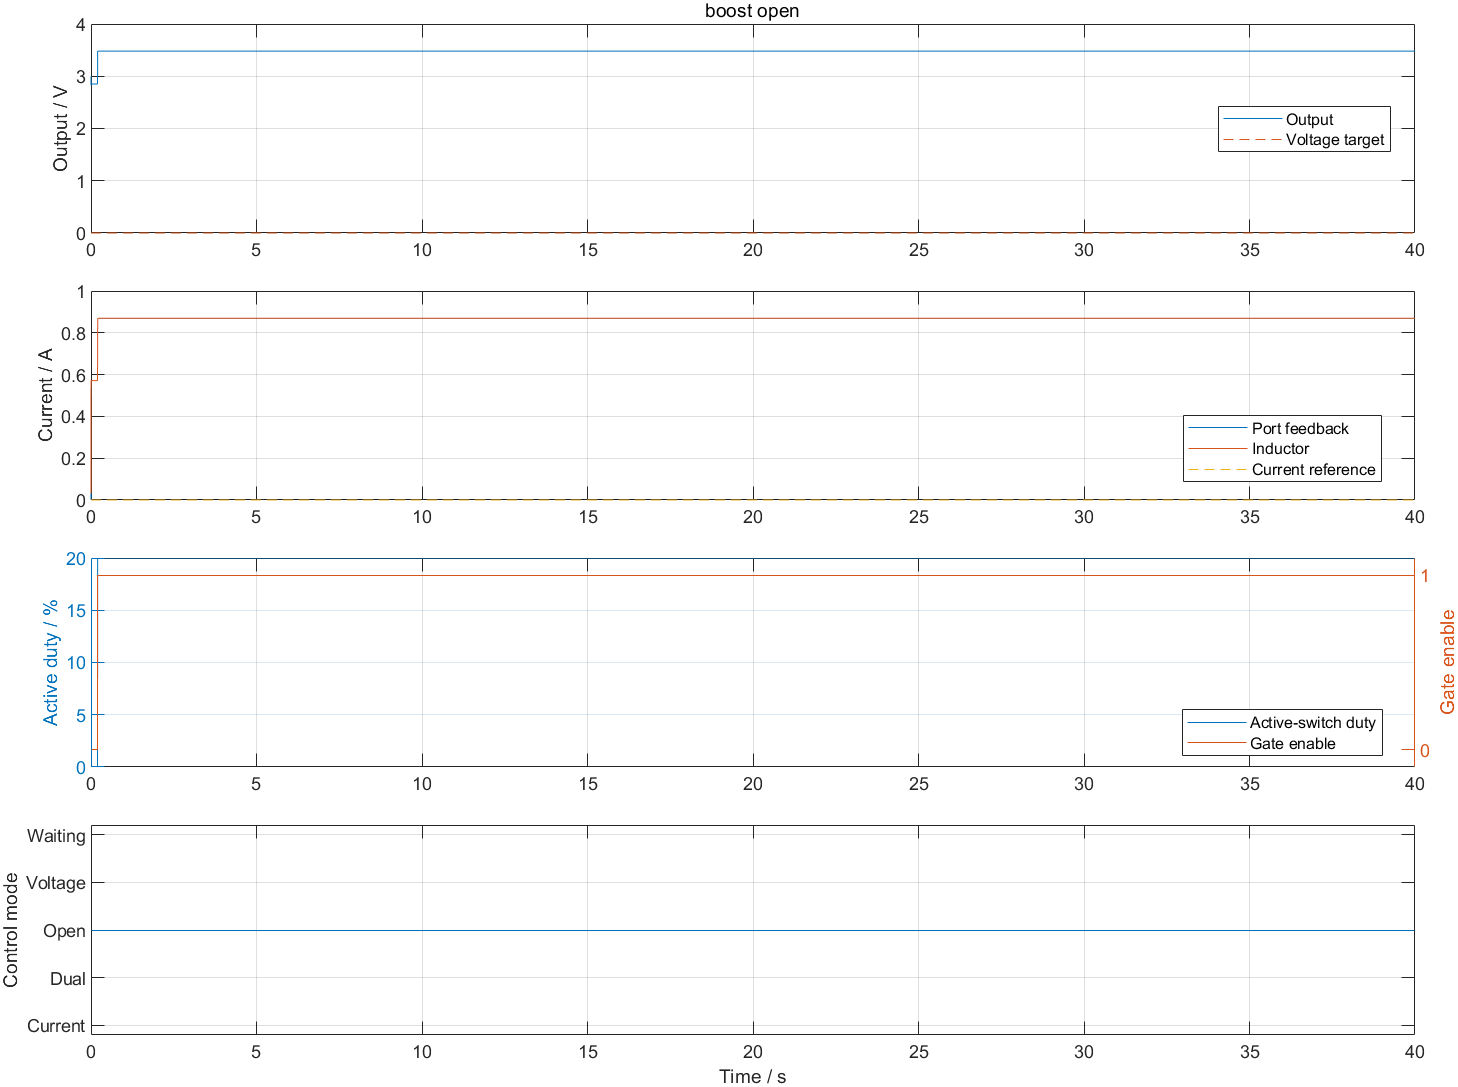 boost open
4
3
2
1
0
Output / V
Output
Voltage target
0 5 10 15 20 25 30 35 40
1
0.8
0.6
0.4
0.2
0
Current / A
Port feedback
Inductor
Current reference
0 5 10 15 20 25 30 35 40
20
15
10
5
0
Active duty / %
1
0
Gate enable
Active-switch duty
Gate enable
0 5 10 15 20 25 30 35 40
Waiting
Voltage
Open
Dual
Current
Control mode
0 5 10 15 20 25 30 35 40
Time / s